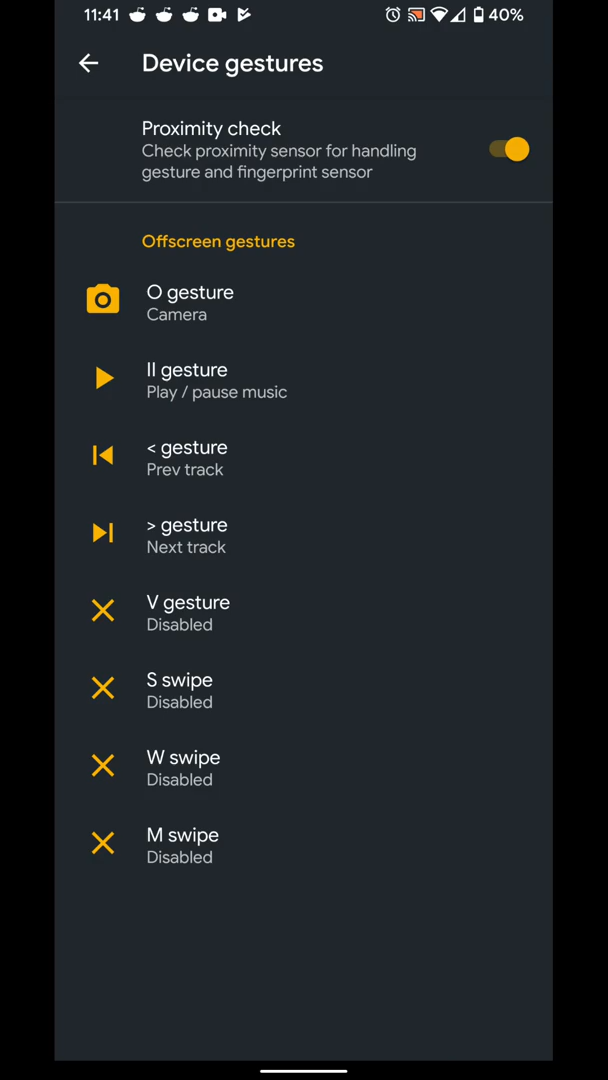 11:41 40%
Device gestures
Proximity check
Check proximity sensor for handling
gesture and fingerprint sensor
Offscreen gestures
O gesture
Camera
II gesture
Play / pause music
< gesture
Prev track
> gesture
Next track
V gesture
Disabled
S swipe
Disabled
W swipe
Disabled
M swipe
Disabled